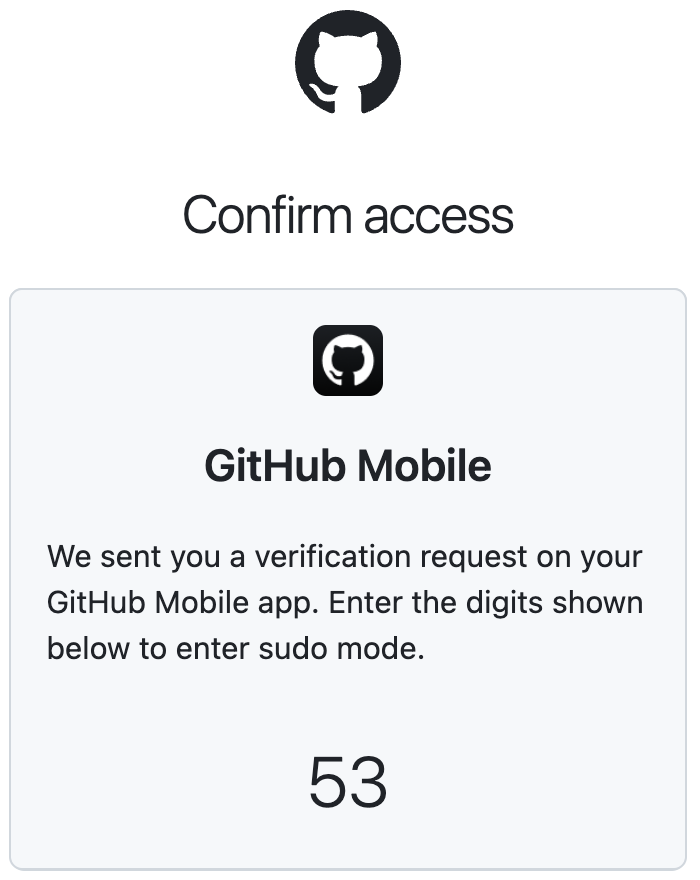 Confirm access
GitHub Mobile
We sent you a verification request on your
GitHub Mobile app. Enter the digits shown
below to enter sudo mode.
53